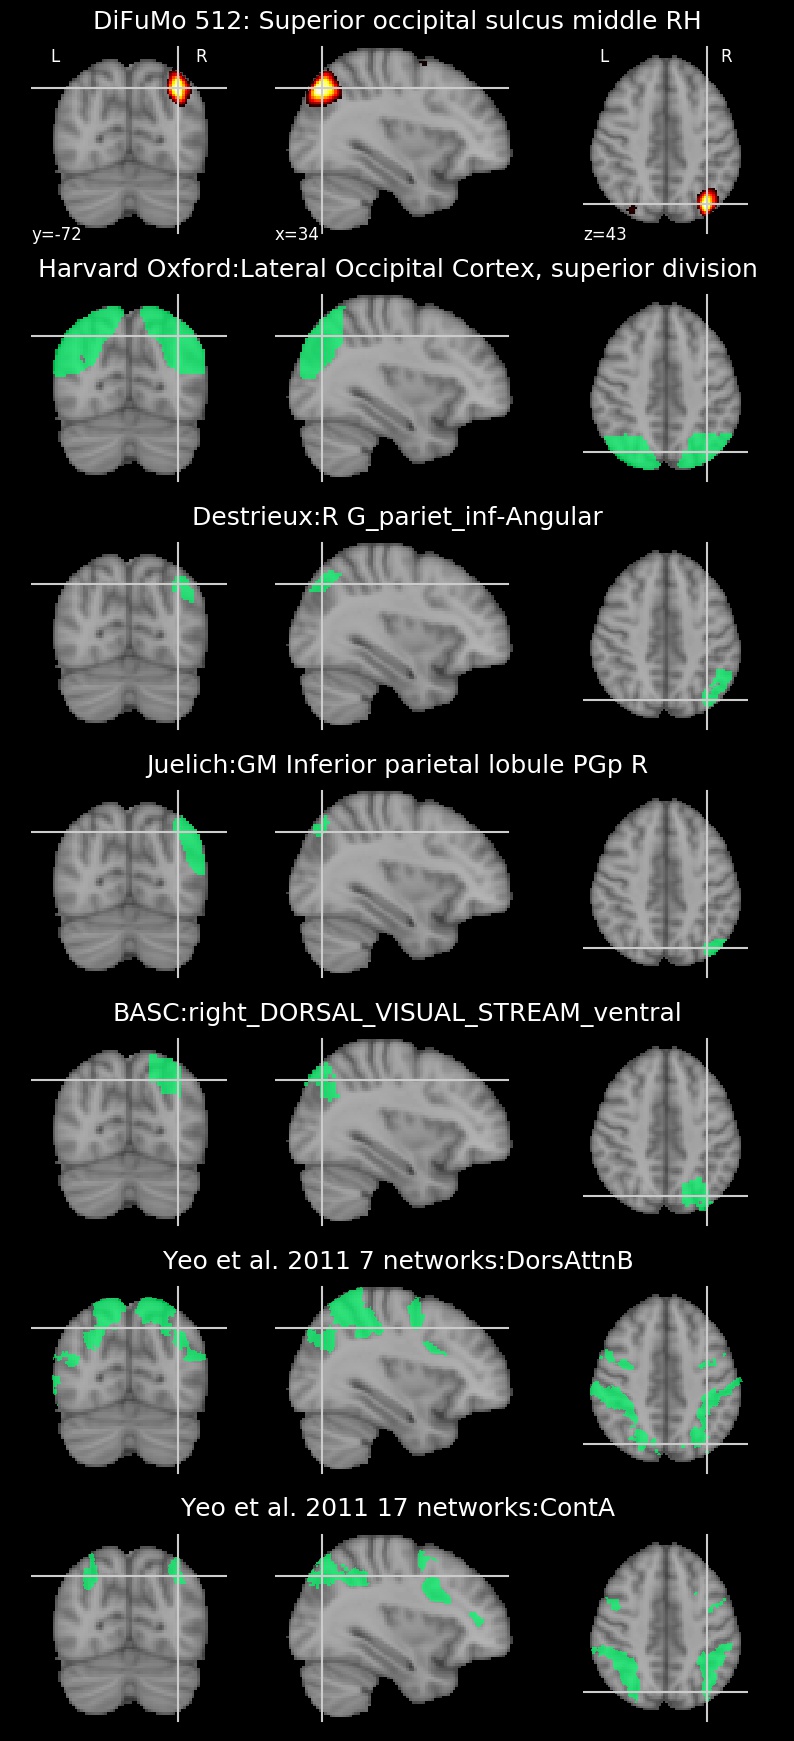 DiFuMo 512: Superior occipital sulcus middle RH
L R L R
y=-72 x=34 z=43
Harvard Oxford:Lateral Occipital Cortex, superior division
Destrieux:R G_pariet_inf-Angular
Juelich:GM Inferior parietal lobule PGp R
BASC:right_DORSAL_VISUAL_STREAM_ventral
Yeo et al. 2011 7 networks:DorsAttnB
Yeo et al. 2011 17 networks:ContA